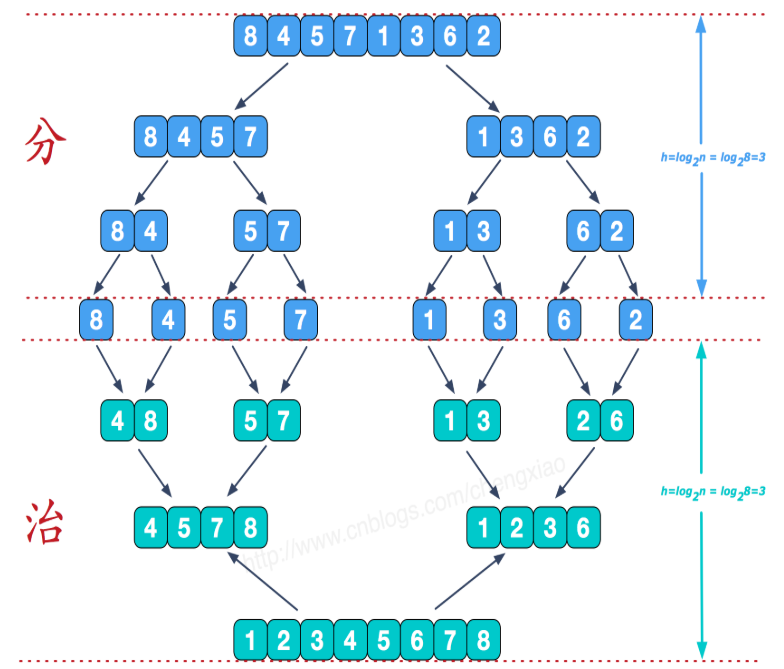 8 4 5 7 1 3 6 2
分
8 4 5 7 1 3 6 2
h=log2n = log28=3
8 4 5 7 1 3 6 2
8 4 5 7 1 3 6 2
4 8 5 7 1 3 2 6
h=log2n = log28=3
治
4 5 7 8 1 2 3 6
http://www.cnblogs.com/chengxiao
1 2 3 4 5 6 7 8